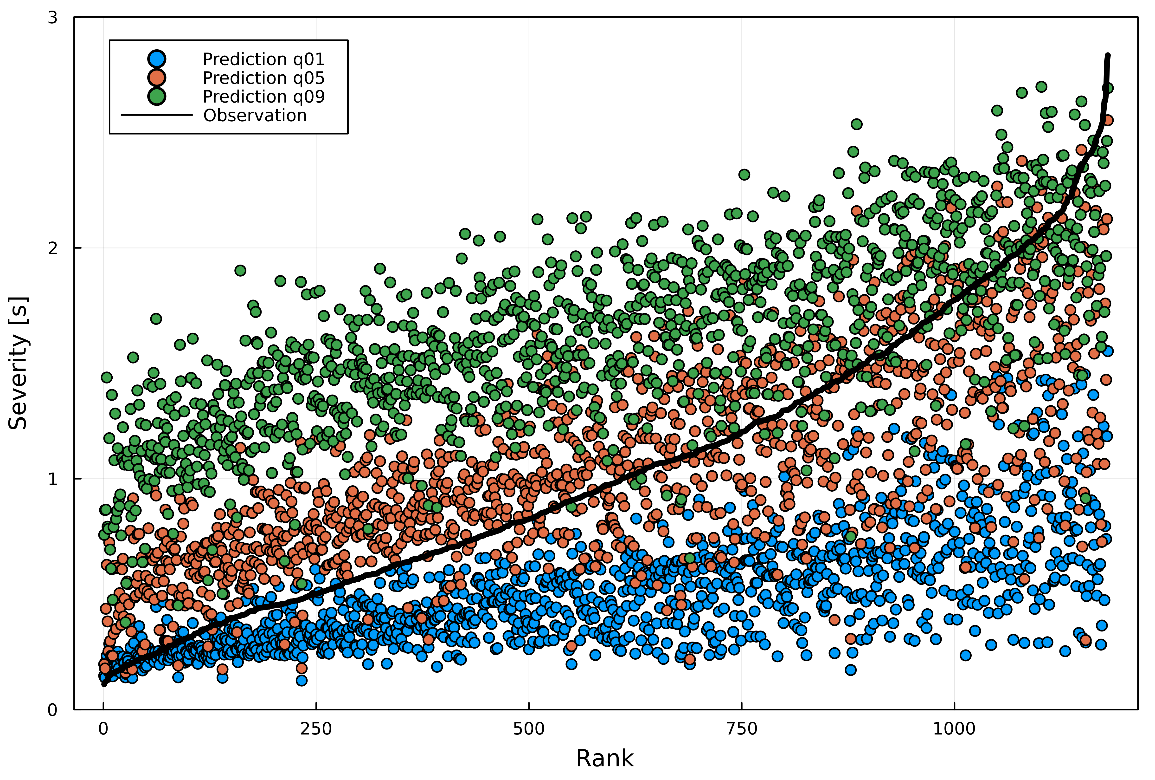 3
Prediction q01
Prediction q05
Prediction q09
Observation
2
Severity [s]
1
0
0 250 500 750 1000
Rank